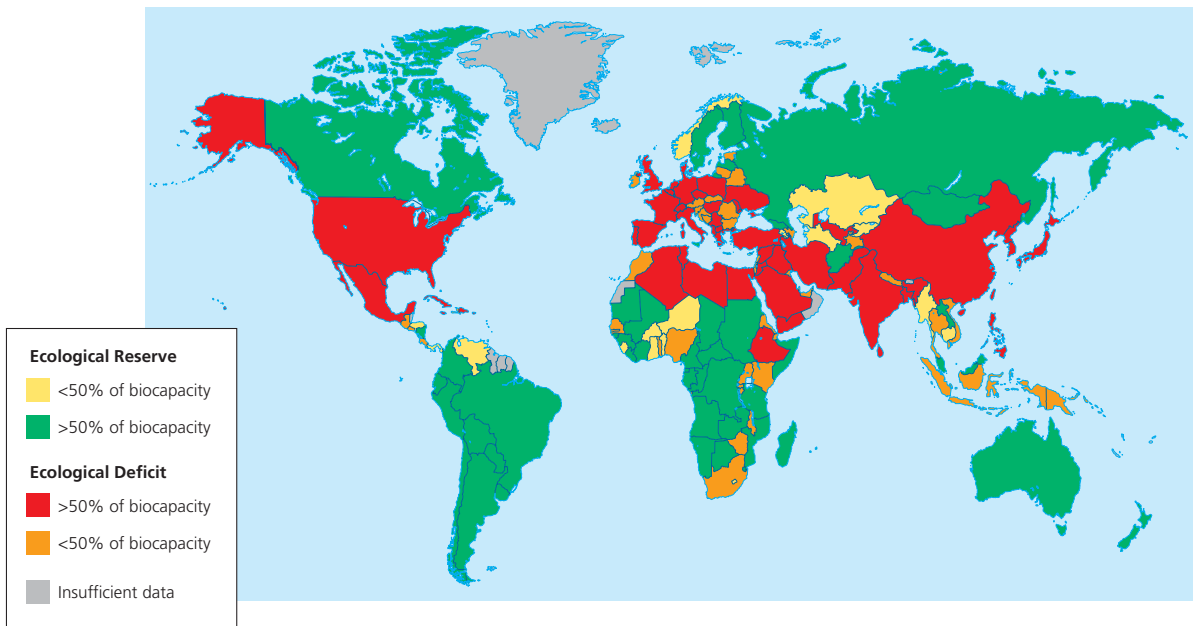 Ecological Reserve
<50% of biocapacity
>50% of biocapacity
Ecological Deficit
>50% of biocapacity
<50% of biocapacity
Insufficient data